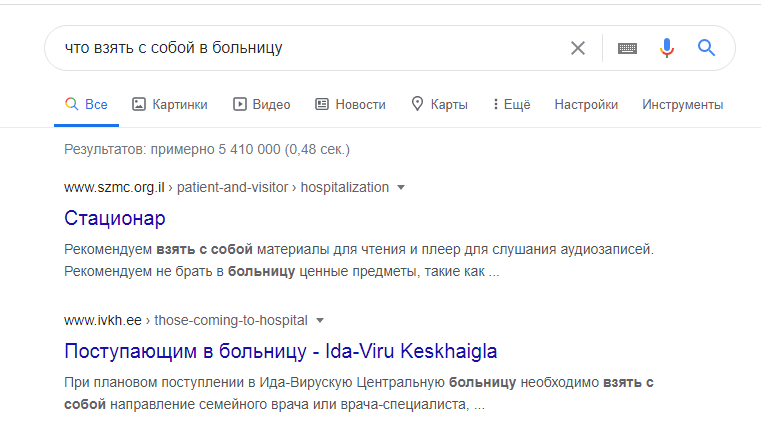 что взять с собой в больницу
Все Картинки Видео Новости Карты Ещё Настройки Инструменты
Результатов: примерно 5 410 000 (0,48 сек.)
www.szmc.org.il › patient-and-visitor › hospitalization
Стационар
Рекомендуем взять с собой материалы для чтения и плеер для слушания аудиозаписей.
Рекомендуем не брать в больницу ценные предметы, такие как ...
www.ivkh.ee › those-coming-to-hospital
Поступающим в больницу - Ida-Viru Keskhaigla
При плановом поступлении в Ида-Вирускую Центральную больницу необходимо взять с
собой направление семейного врача или врача-специалиста, ...